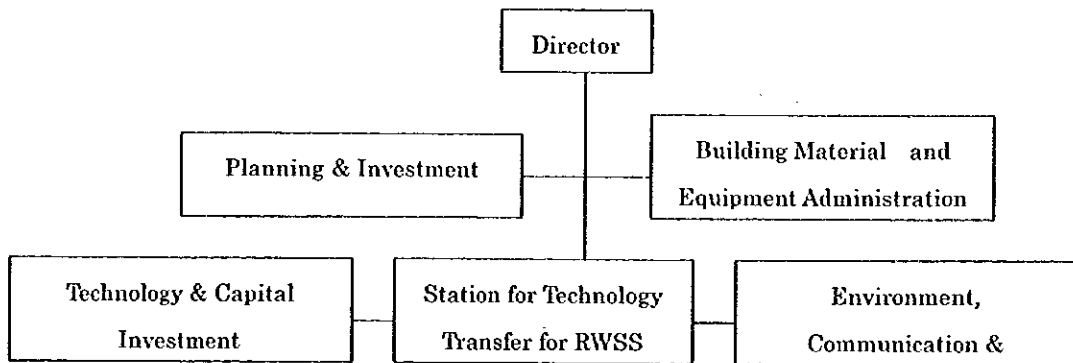 Director
Planning & Investment
Building Material and
Equipment Administration
Technology & Capital
Investment
Station for Technology
Transfer for RWSS
Environment,
Communication &